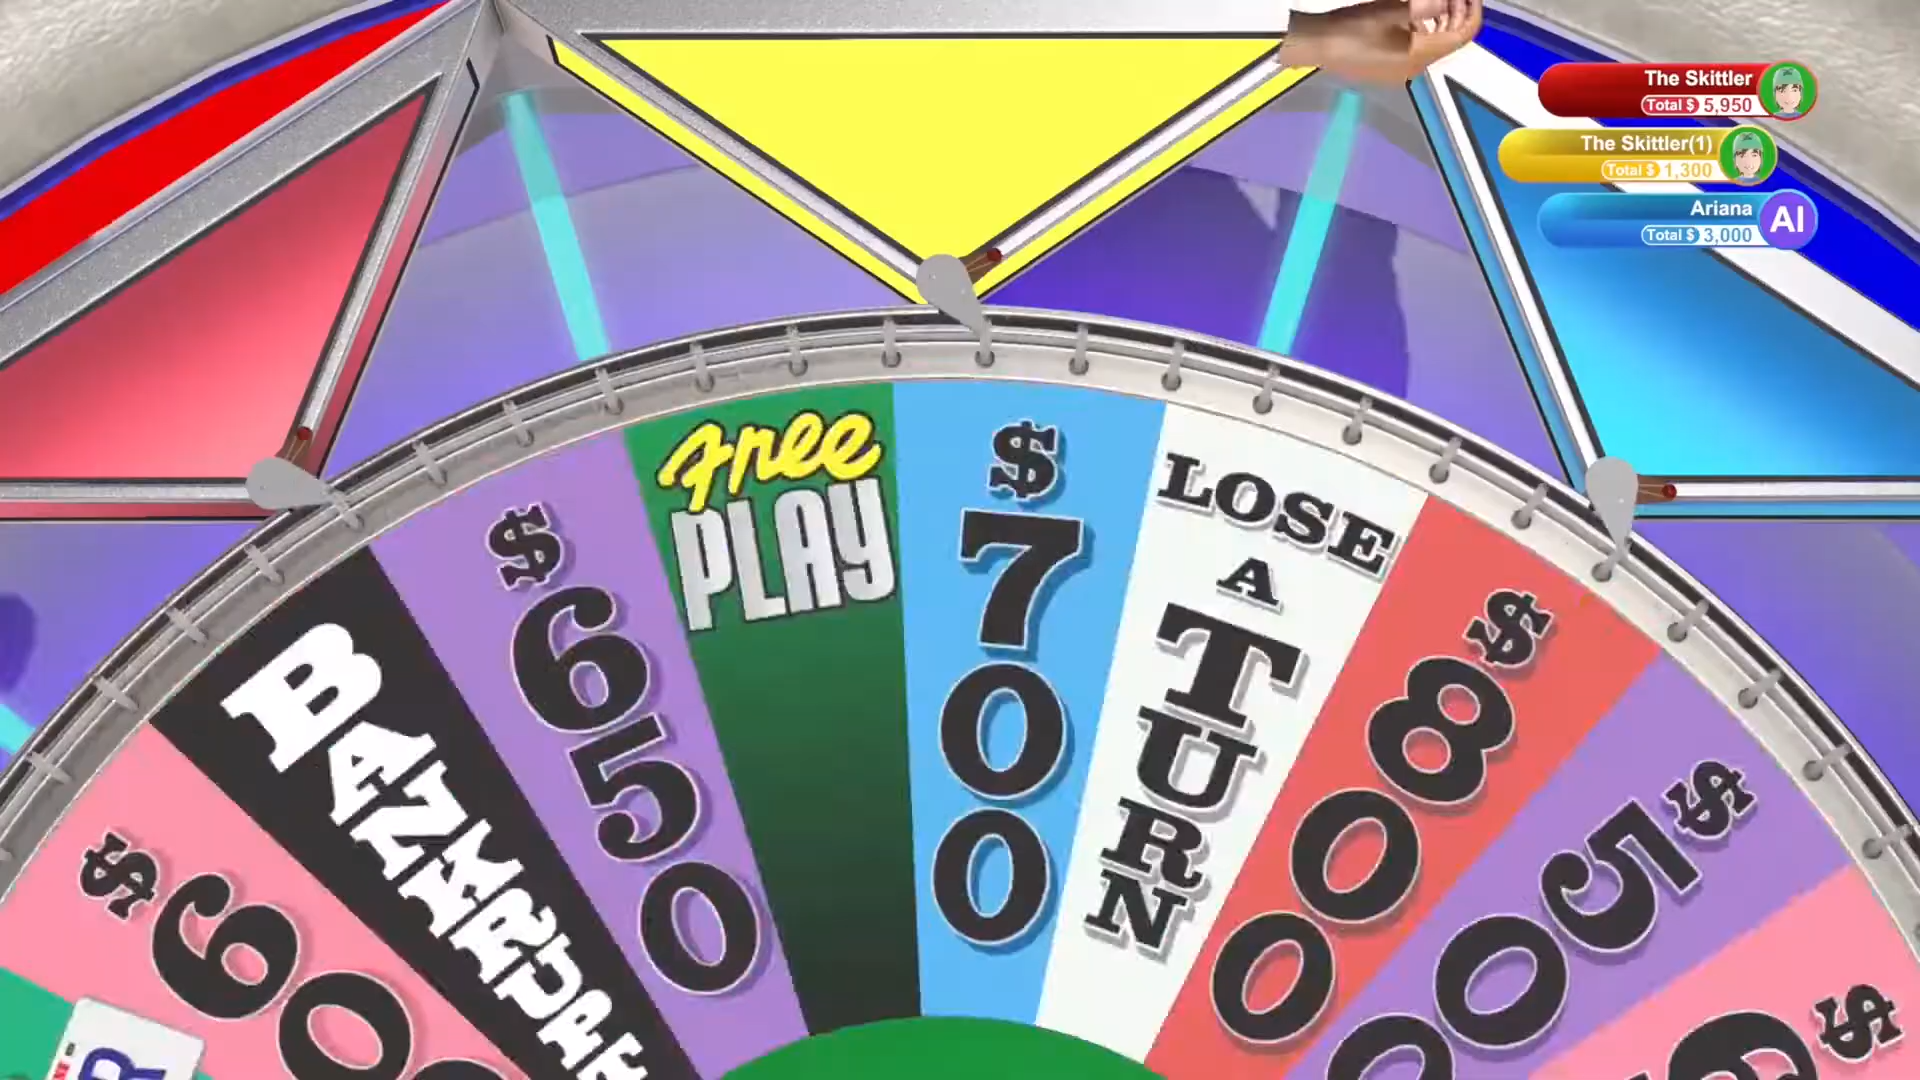 The Skittler
Total $ 5,950
The Skittler(1)
Total $ 1,300
Ariana
AI
Total $ 3,000
$600
BANKRUPT
$650
Free
PLAY
$700
LOSE
A
TURN
$800
$500
$
R